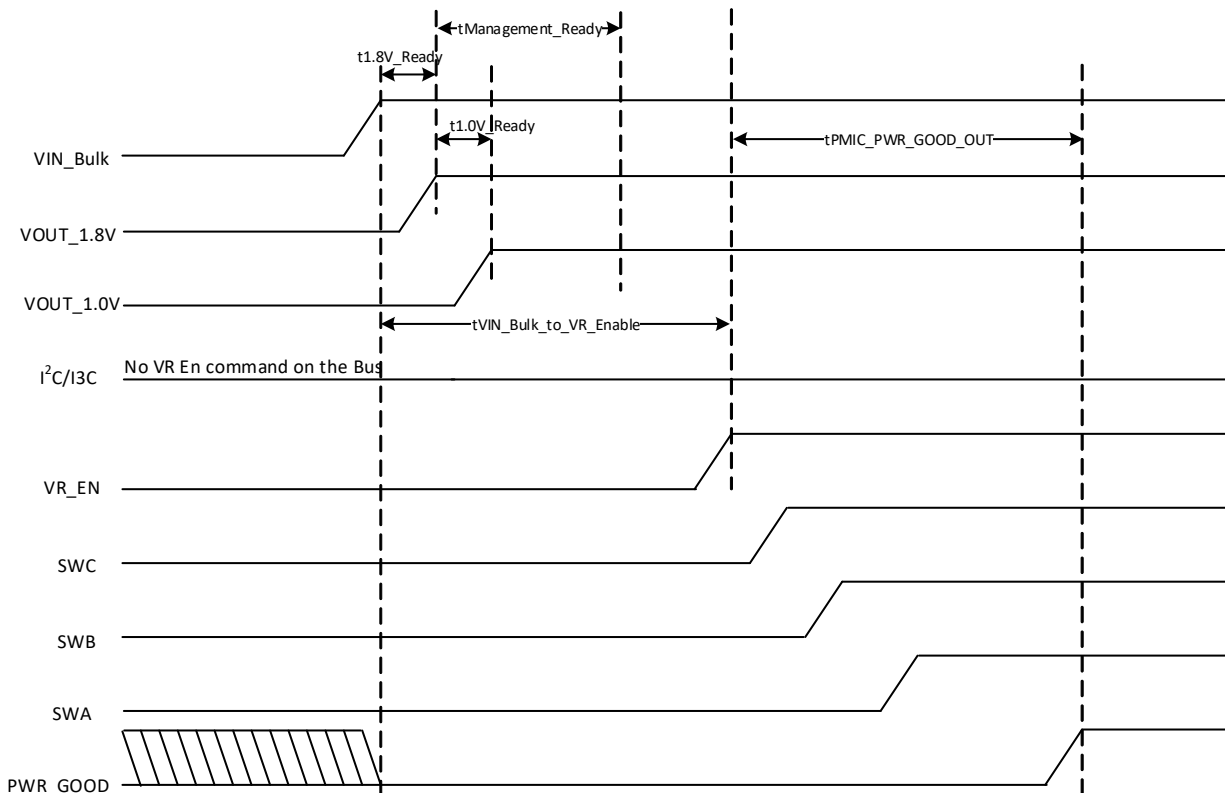 tManagement_Ready
t1.8V_Ready
t1.0V_Ready
tPMIC_PWR_GOOD_OUT
VIN_Bulk
VOUT_1.8V
VOUT_1.0V
tVIN_Bulk_to_VR_Enable
No VR En command on the Bus
I²C/I3C
VR_EN
SWC
SWB
SWA
PWR_GOOD